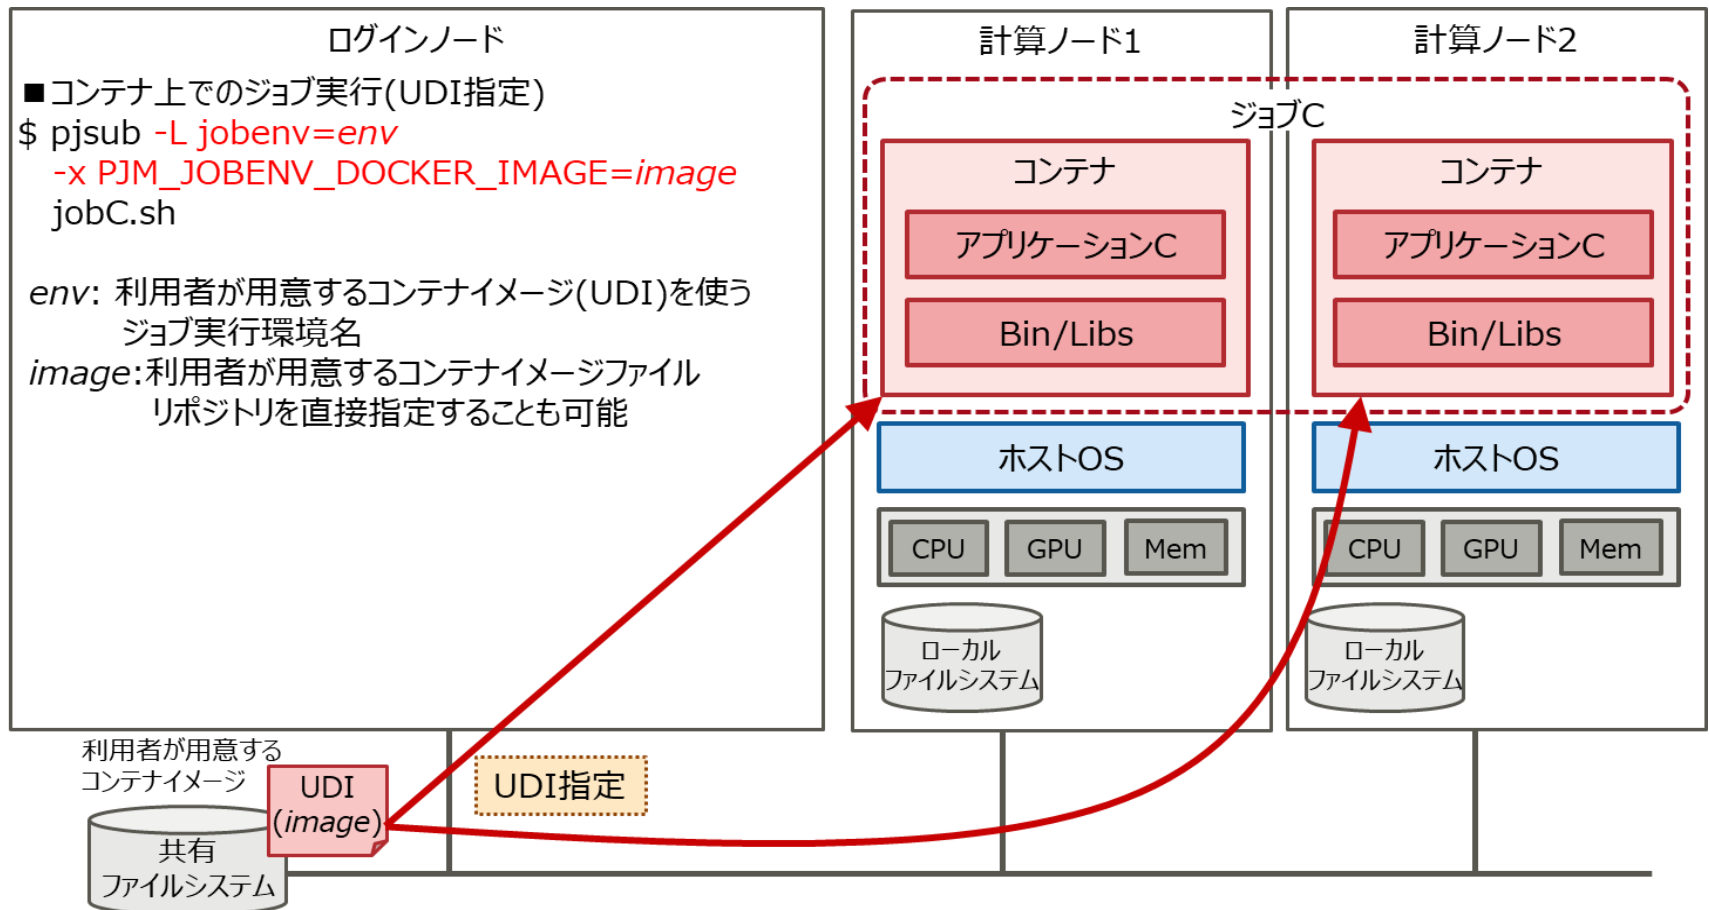 ログインノード
■コンテナ上でのジョブ実行(UDI指定)
$ pjsub -L jobenv=env
-x PJM_JOBENV_DOCKER_IMAGE=image
jobC.sh
env: 利用者が用意するコンテナイメージ(UDI)を使う
ジョブ実行環境名
image:利用者が用意するコンテナイメージファイル
リポジトリを直接指定することも可能
計算ノード1
計算ノード2
ジョブC
コンテナ
アプリケーションC
Bin/Libs
ホストOS
CPU
GPU
Mem
ローカル
ファイルシステム
コンテナ
アプリケーションC
Bin/Libs
ホストOS
CPU
GPU
Mem
ローカル
ファイルシステム
利用者が用意する
コンテナイメージ
UDI
(image)
UDI指定
共有
ファイルシステム